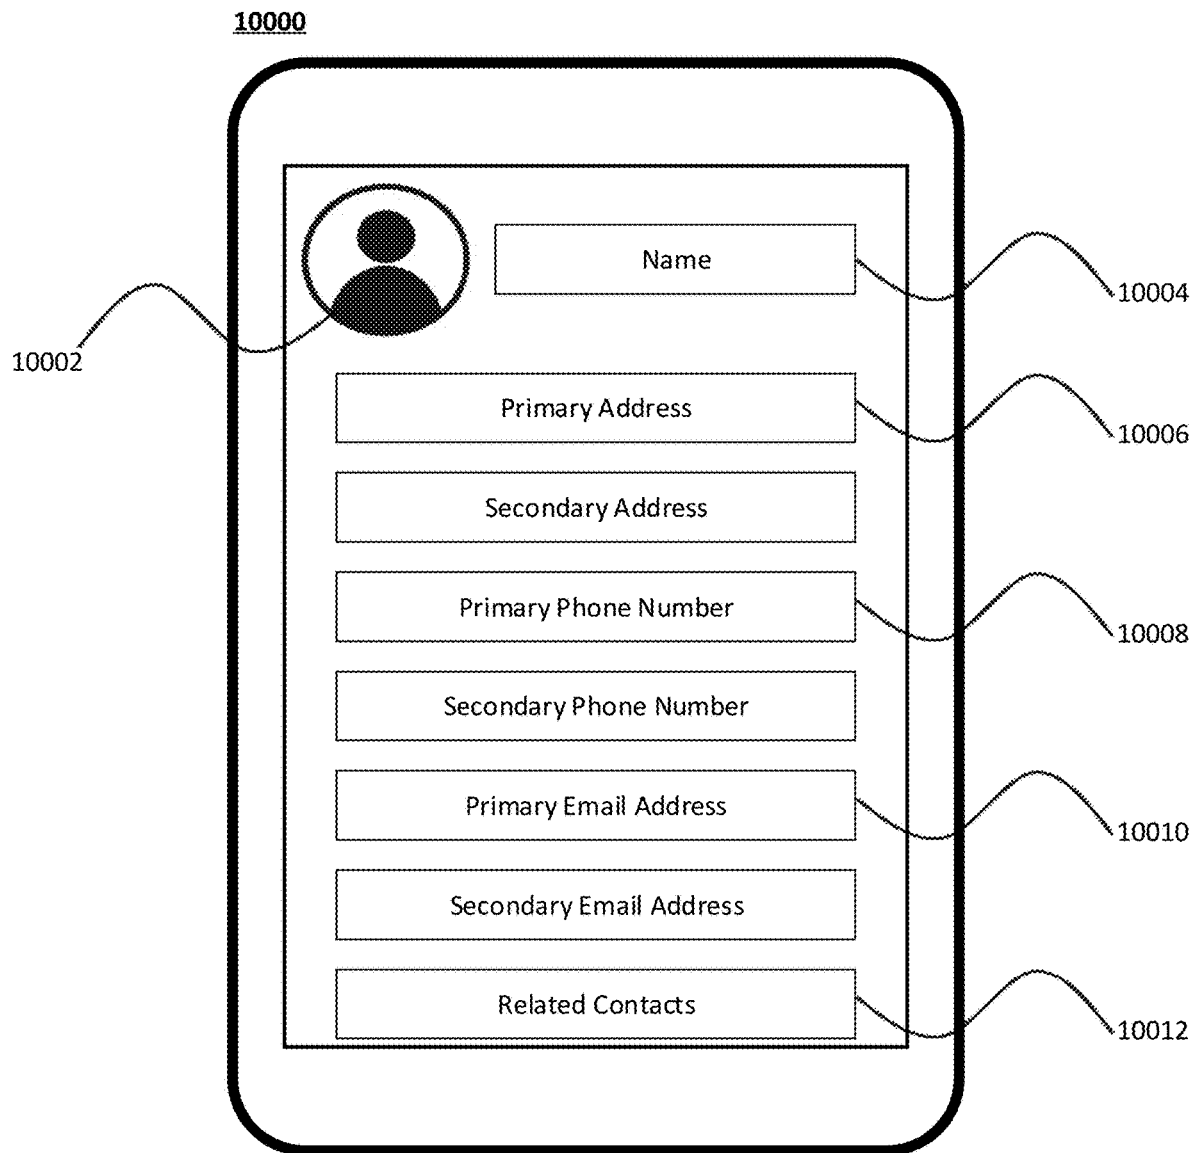 10000
Name
10004
10002
Primary Address
10006
Secondary Address
Primary Phone Number
10008
Secondary Phone Number
Primary Email Address
10010
Secondary Email Address
Related Contacts
10012